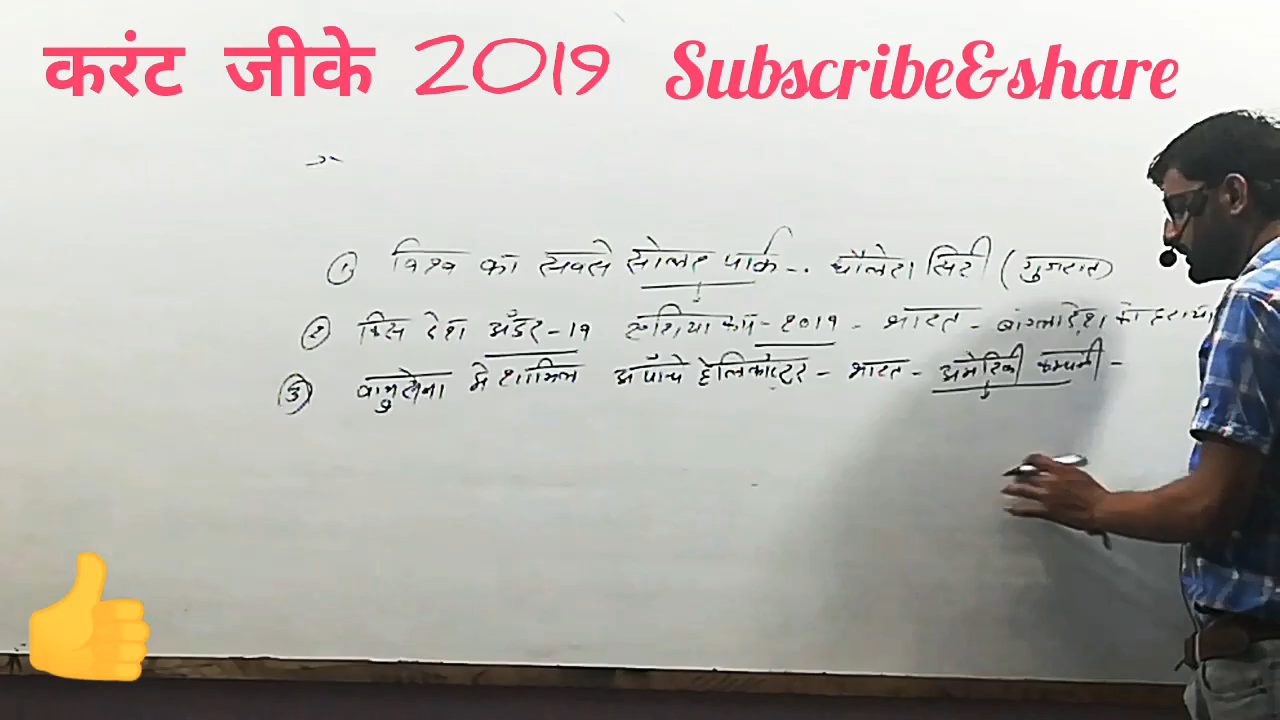 करंट जीके 2019 Subscribe&share
① विश्व का सबसे सोलर पार्क - . धौलेरा सिटी (गुजरात)
② किस देश अँडर-19 एशिया कप-2019 - भारत - बांग्लादेश को हराया
③ वायुसेना मे शामिल अपाँचे हेलिकोप्टर - भारत - अमेरिकी कम्पनी -